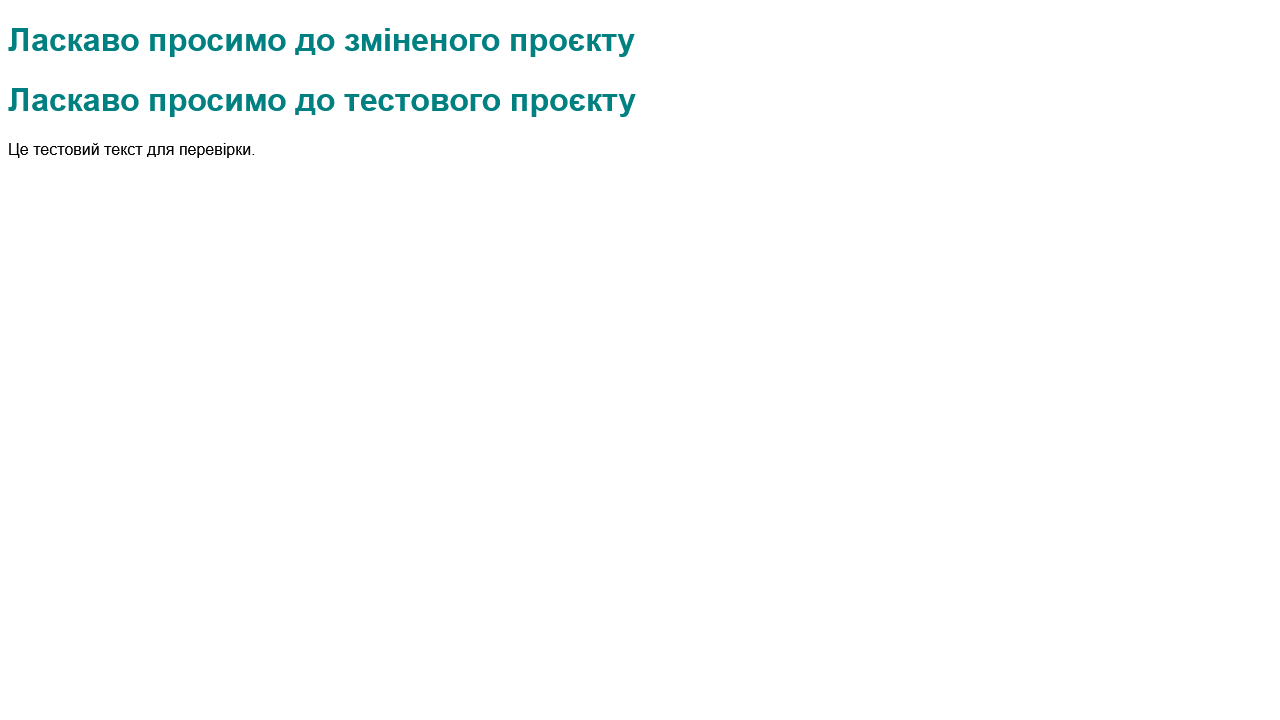 Ласкаво просимо до зміненого проєкту
Ласкаво просимо до тестового проєкту
Це тестовий текст для перевірки.